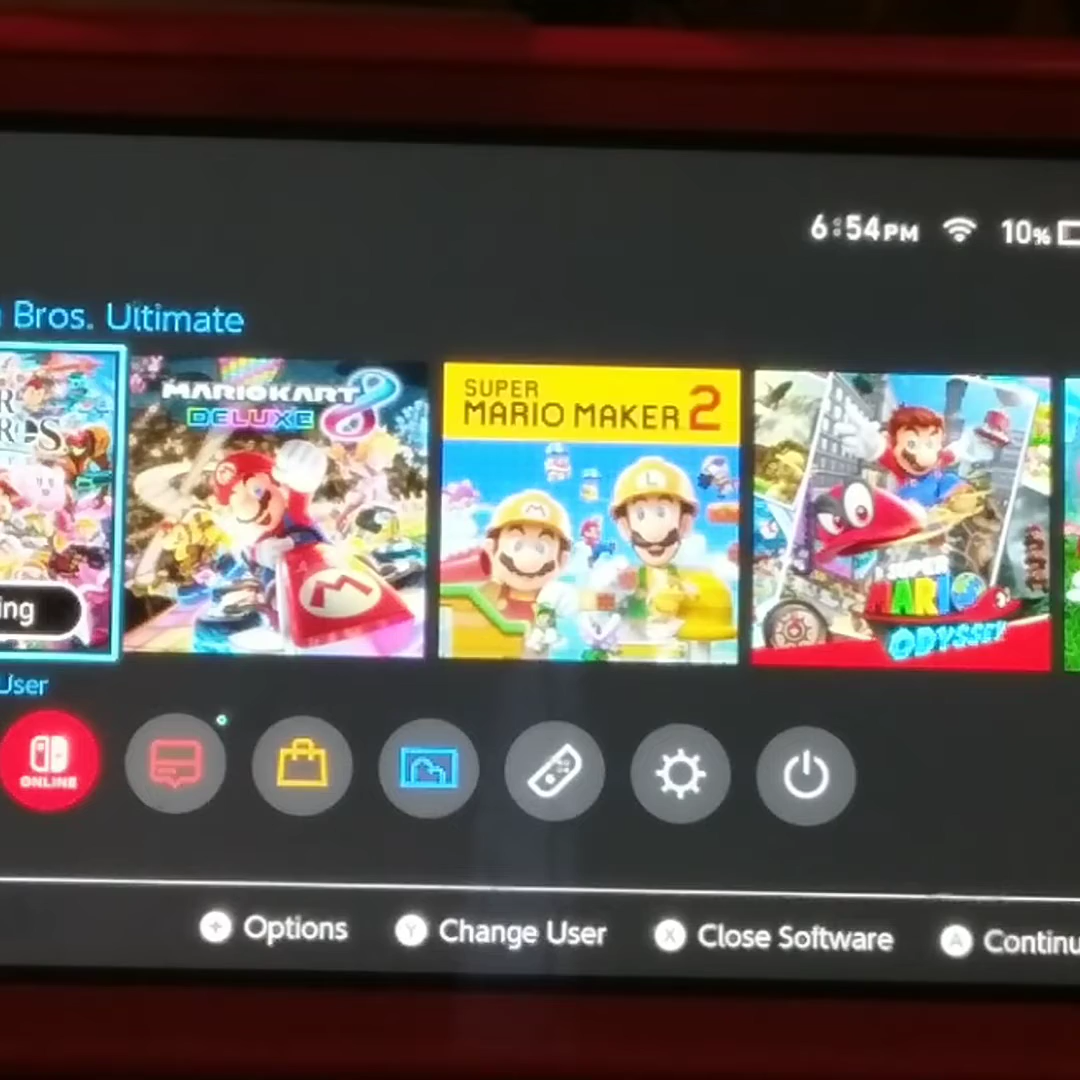 6:54PM 10%
Bros. Ultimate
MARIOKART 8
DELUXE
SUPER
MARIO MAKER 2
SUPER
MARIO
ODYSSEY
ing
User
ONLINE
+ Options Y Change User X Close Software A Continu